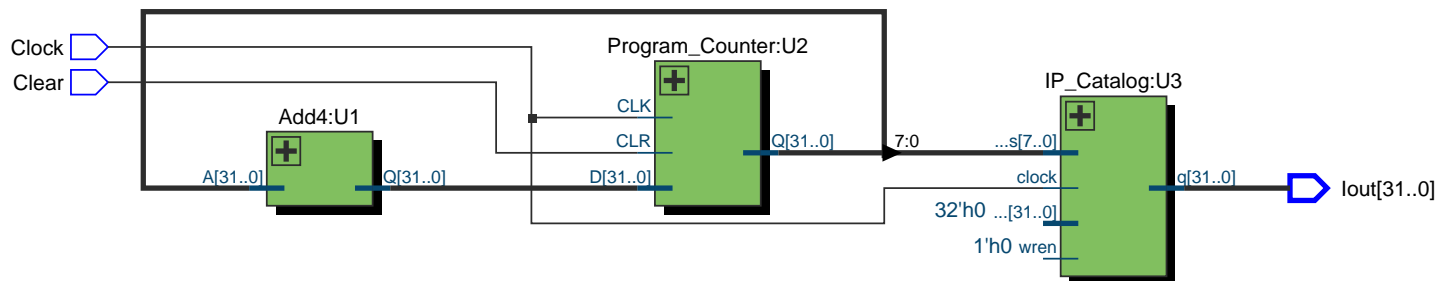 Clock
Clear
Add4:U1
A[31..0]
Q[31..0]
Program_Counter:U2
CLK
CLR
D[31..0]
Q[31..0]
7:0
IP_Catalog:U3
...s[7..0]
clock
32'h0 ...[31..0]
1'h0 wren
q[31..0]
Iout[31..0]